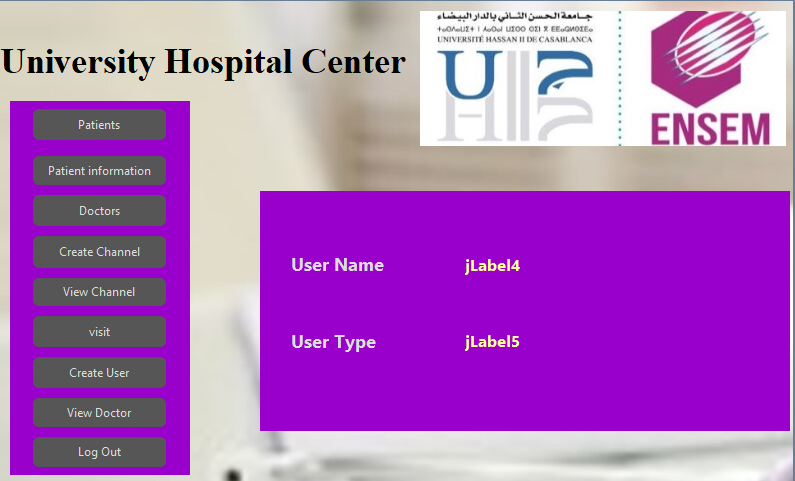 جامعة الحسن الثاني بالدار البيضاء
UNIVERSITÉ HASSAN II DE CASABLANCA
ENSEM
University Hospital Center
Patients
Patient information
Doctors
Create Channel
View Channel
visit
Create User
View Doctor
Log Out
User Name jLabel4
User Type jLabel5